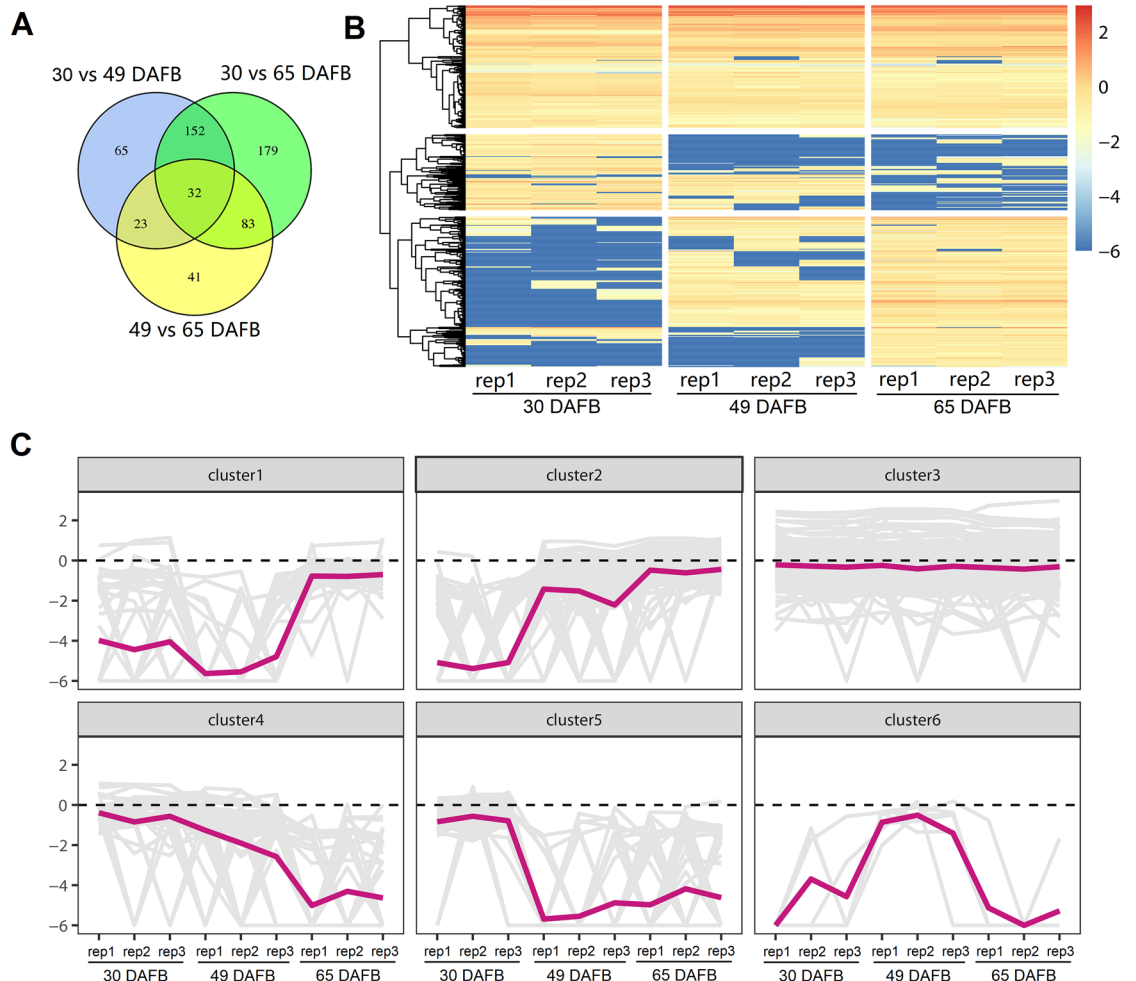 A
30 vs 49 DAFB
30 vs 65 DAFB
65
152
179
32
23
83
41
49 vs 65 DAFB
B
2
0
−2
−4
−6
rep1 rep2 rep3 rep1 rep2 rep3 rep1 rep2 rep3
30 DAFB 49 DAFB 65 DAFB
C
cluster1 cluster2 cluster3
2
0
−2
−4
−6
cluster4 cluster5 cluster6
2
0
−2
−4
−6
rep1 rep2 rep3 rep1 rep2 rep3 rep1 rep2 rep3 rep1 rep2 rep3 rep1 rep2 rep3 rep1 rep2 rep3 rep1 rep2 rep3 rep1 rep2 rep3 rep1 rep2 rep3
30 DAFB 49 DAFB 65 DAFB 30 DAFB 49 DAFB 65 DAFB 30 DAFB 49 DAFB 65 DAFB